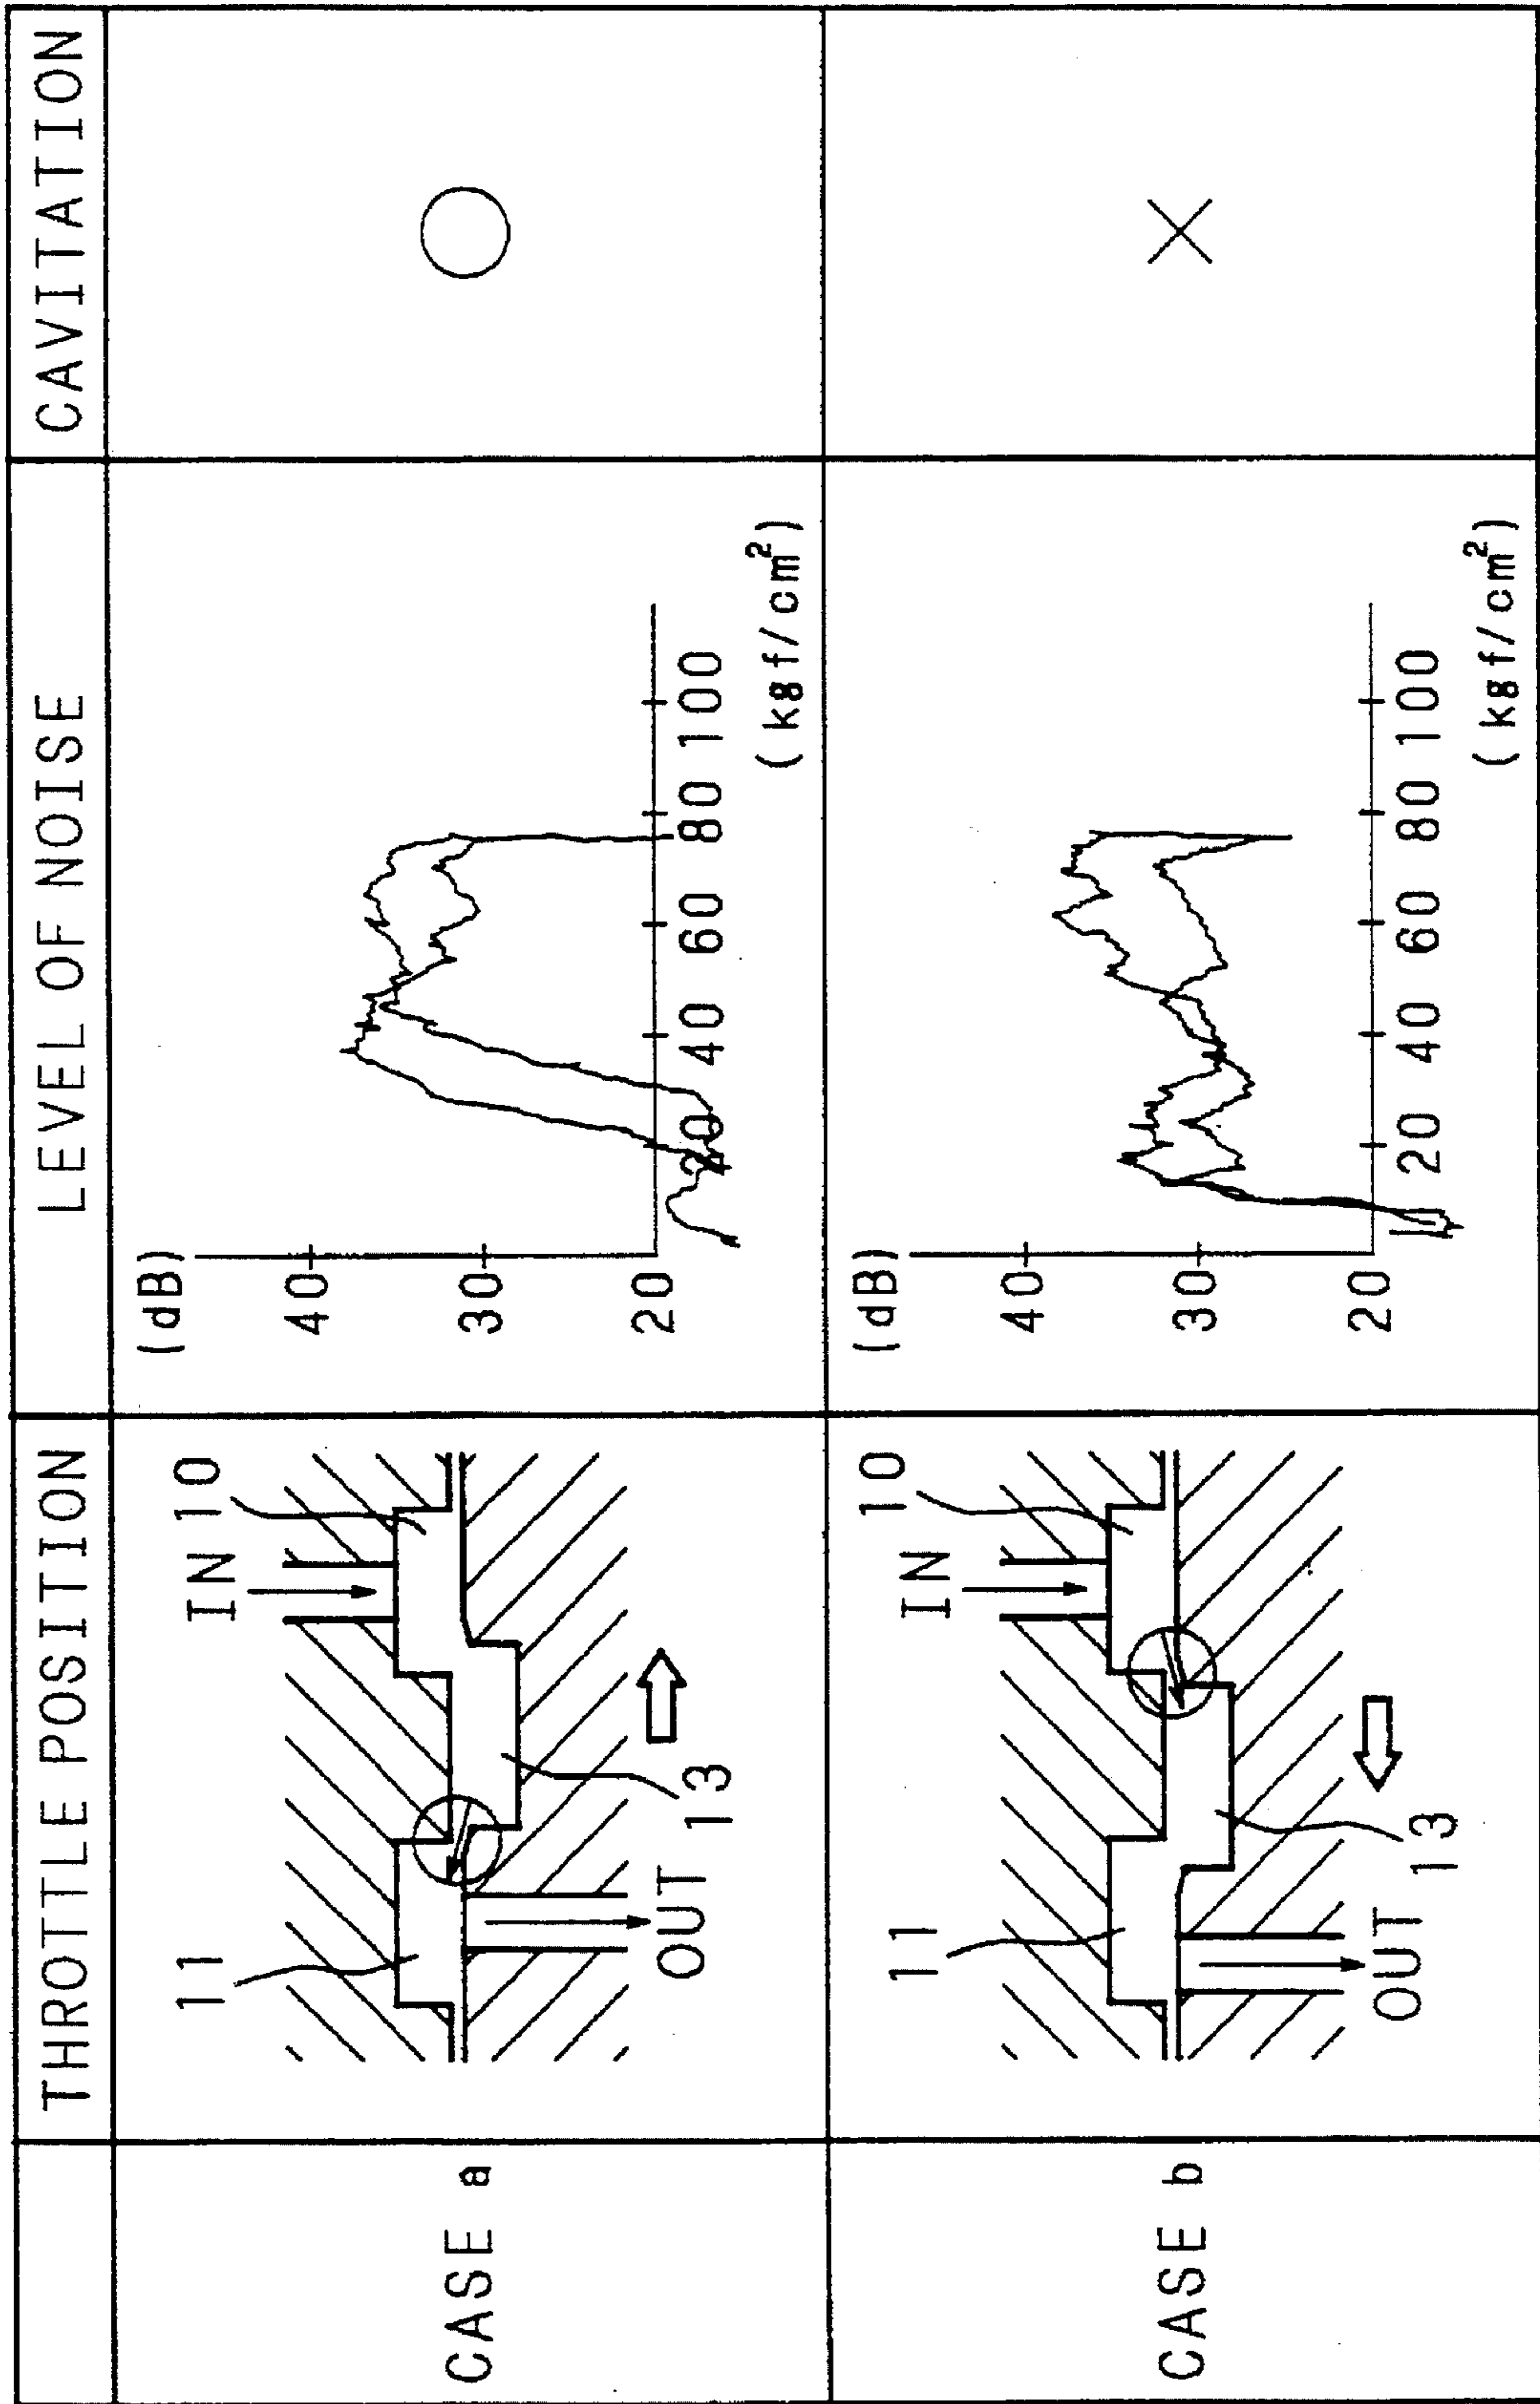 THROTTLE POSITION
LEVEL OF NOISE
CAVITATION
CASE a
IN 10
11
13
OUT
(dB)
40
30
20
20 40 60 80 100
(kgf/cm²)
○
CASE b
IN
10
11
13
OUT
(dB)
40
30
20
20 40 60 80 100
(kgf/cm²)
×